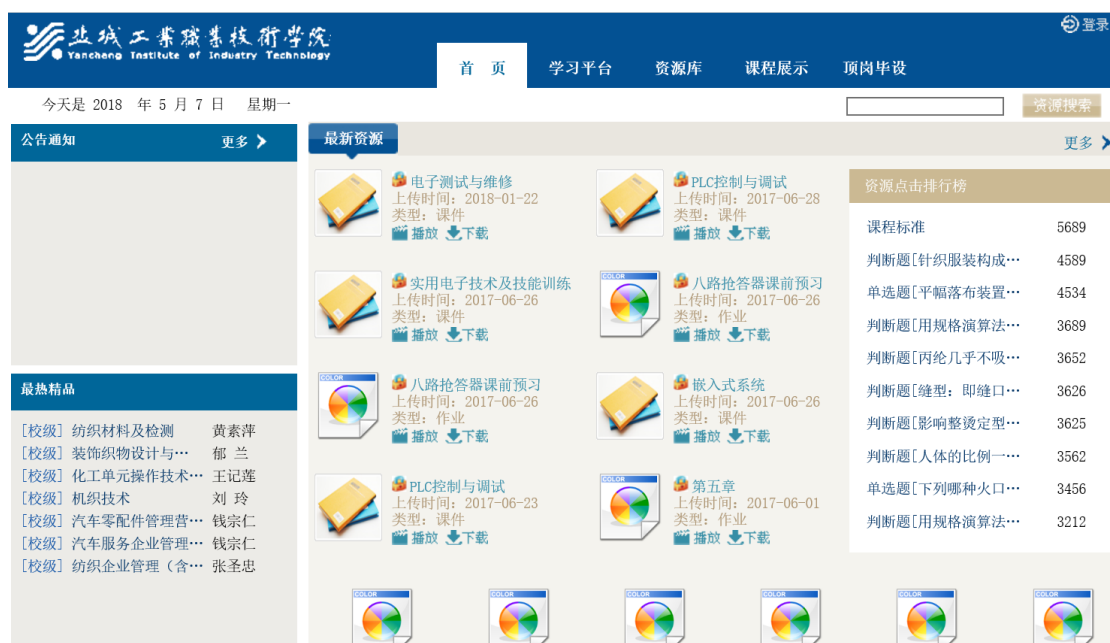 盐城工业职业技术学院
Yancheng Institute of Industry Technology
登录
首 页 学习平台 资源库 课程展示 顶岗毕设
今天是 2018 年 5 月 7 日 星期一
资源搜索
公告通知 更多
最新资源 更多
电子测试与维修
上传时间：2018-01-22
类型：课件
播放 下载
PLC控制与调试
上传时间：2017-06-28
类型：课件
播放 下载
实用电子技术及技能训练
上传时间：2017-06-26
类型：课件
播放 下载
COLOR
八路抢答器课前预习
上传时间：2017-06-26
类型：作业
播放 下载
COLOR
八路抢答器课前预习
上传时间：2017-06-26
类型：作业
播放 下载
嵌入式系统
上传时间：2017-06-26
类型：课件
播放 下载
PLC控制与调试
上传时间：2017-06-23
类型：课件
播放 下载
COLOR
第五章
上传时间：2017-06-01
类型：作业
播放 下载
资源点击排行榜
课程标准 5689
判断题[针织服装构成… 4589
单选题[平幅落布装置… 4534
判断题[用规格演算法… 3689
判断题[丙纶几乎不吸… 3652
判断题[缝型：即缝口… 3626
判断题[影响整烫定型… 3625
判断题[人体的比例一… 3562
单选题[下列哪种火口… 3456
判断题[用规格演算法… 3212
最热精品
[校级] 纺织材料及检测 黄素萍
[校级] 装饰织物设计与… 郁 兰
[校级] 化工单元操作技术… 王记莲
[校级] 机织技术 刘 玲
[校级] 汽车零配件管理营… 钱宗仁
[校级] 汽车服务企业管理… 钱宗仁
[校级] 纺织企业管理（含… 张圣忠
COLOR COLOR COLOR COLOR COLOR COLOR